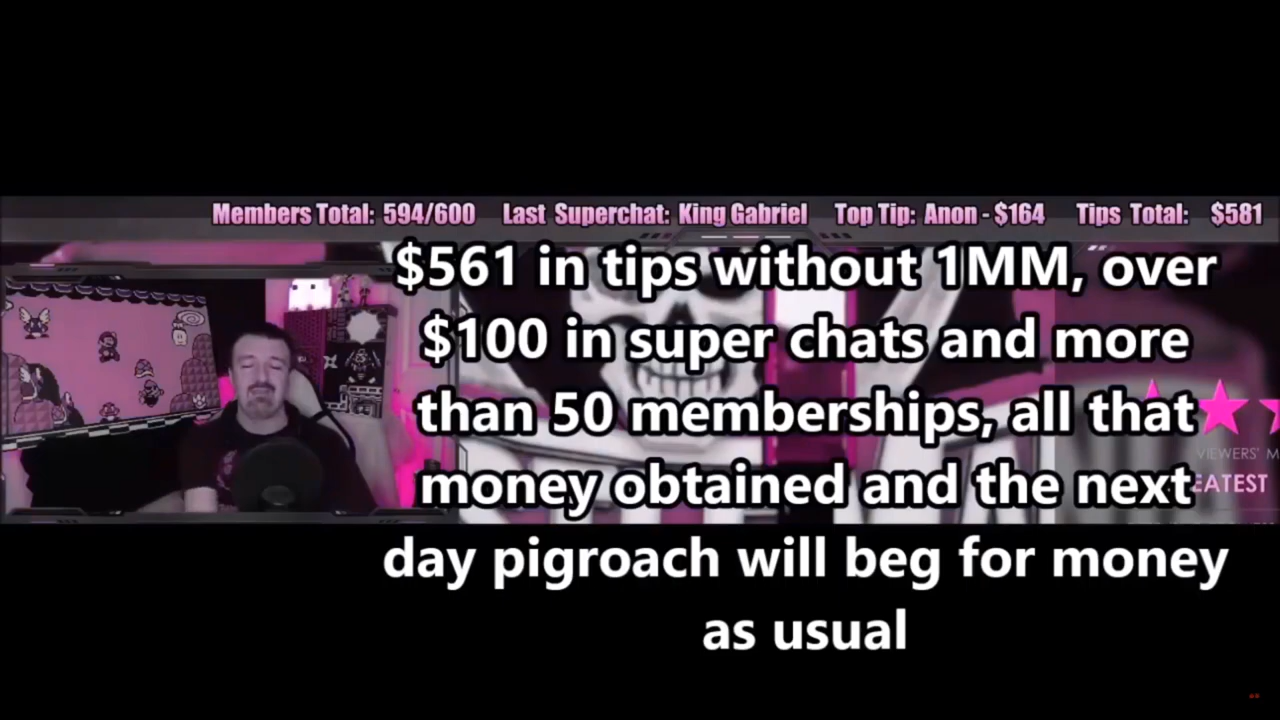 Members Total: 594/600 Last Superchat: King Gabriel Top Tip: Anon - $164 Tips Total: $581
$561 in tips without 1MM, over
$100 in super chats and more
than 50 memberships, all that
VIEWERS' M
money obtained and the next
EATEST
day pigroach will beg for money
as usual